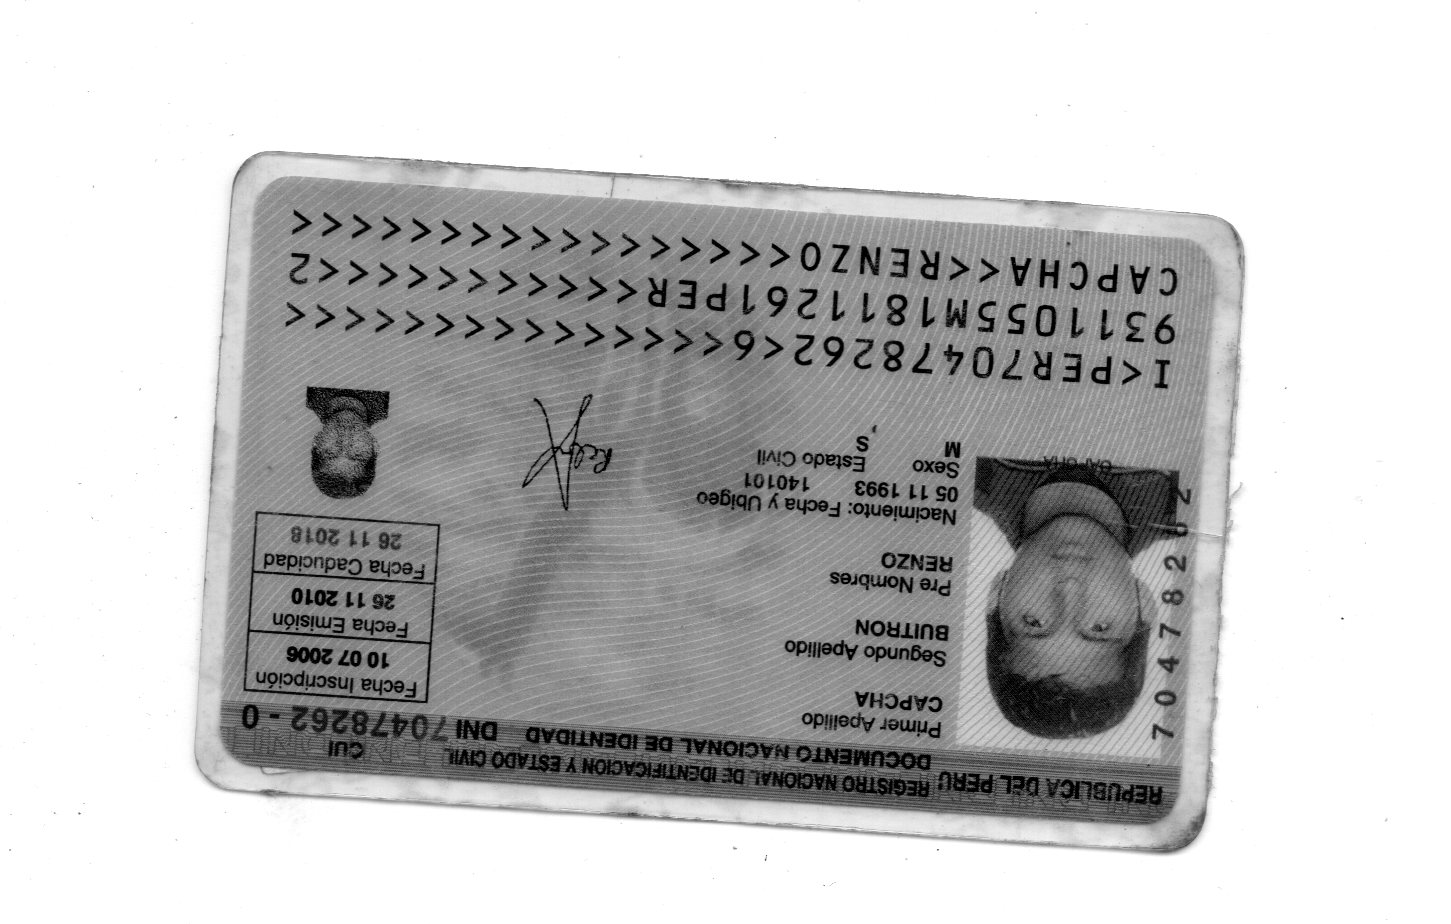 REPUBLICA DEL PERU REGISTRO NACIONAL DE IDENTIFICACION Y ESTADO CIVIL
DOCUMENTO NACIONAL DE IDENTIDAD DNI 70478262 - 0
CUI
Primer Apellido
CAPCHA
Segundo Apellido
BUITRON
Pre Nombres
RENZO
Nacimiento: Fecha y Ubigeo
05 11 1993 140101
Sexo Estado Civil
M S
Fecha Inscripción
10 07 2006
Fecha Emisión
26 11 2010
Fecha Caducidad
26 11 2018
70478262
I<PER70478262<6<<<<<<<<<<<<<<<
9311055M1811261PER<<<<<<<<<<<2
CAPCHA<<RENZO<<<<<<<<<<<<<<<<<